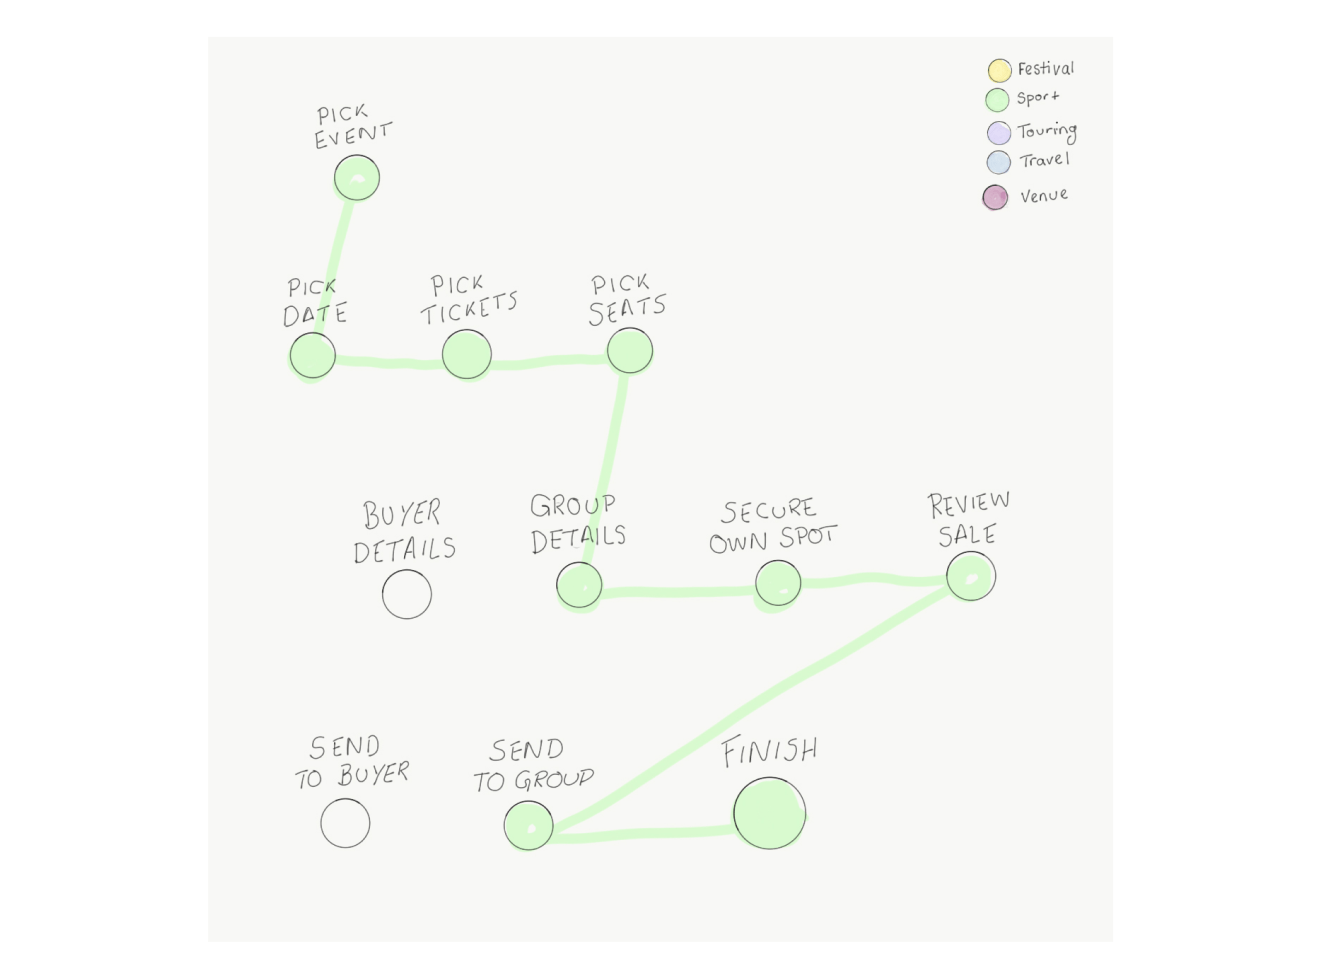 PICK
EVENT
Festival
Sport
Touring
Travel
Venue
PICK
DATE
PICK
TICKETS
PICK
SEATS
BUYER
DETAILS
GROUP
DETAILS
SECURE
OWN SPOT
REVIEW
SALE
SEND
TO BUYER
SEND
TO GROUP
FINISH